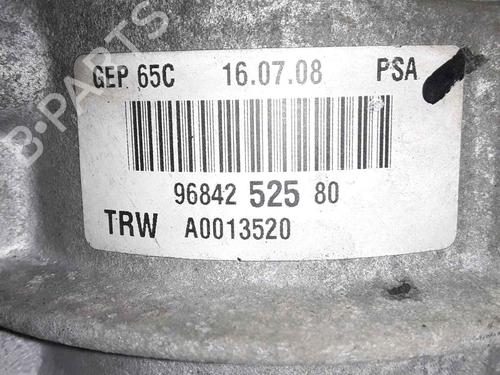 GEP 65C 16.07.08 PSA
96842 525 80
TRW A0013520
B-PARTS